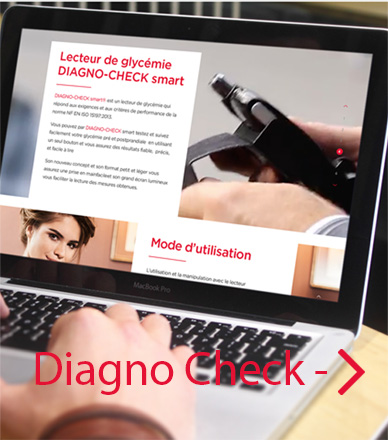 Lecteur de glycémie
DIAGNO-CHECK smart
DIAGNO-CHECK smart® est un lecteur de glycémie qui
répond aux exigences et aux critères de performance de la
norme NF EN ISO 15197:2013.
Vous pouvez par DIAGNO-CHECK smart testez et suivez
facilement votre glycémie pré et postprandiale en utilisant
un seul bouton et vous assurez des résultats fiable, précis,
et facile à lire
Son nouveau concept et son format petit et léger vous
assurez une prise en main&excl;lexil son grand écran lumineux
vous faciliter la lecture des mesures obtenues.
Mode d'utilisation
L'utilisation et la manipulation avec le lecteur
MacBook Pro
Diagno Check -